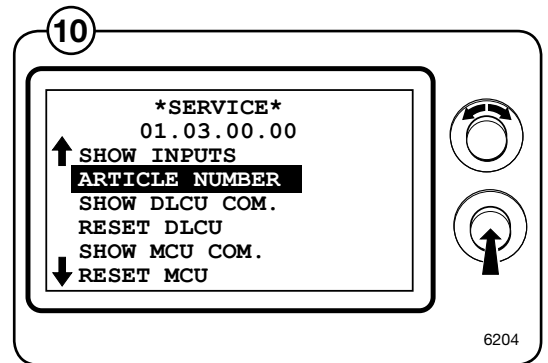 10
*SERVICE*
01.03.00.00
SHOW INPUTS
ARTICLE NUMBER
SHOW DLCU COM.
RESET DLCU
SHOW MCU COM.
RESET MCU
6204